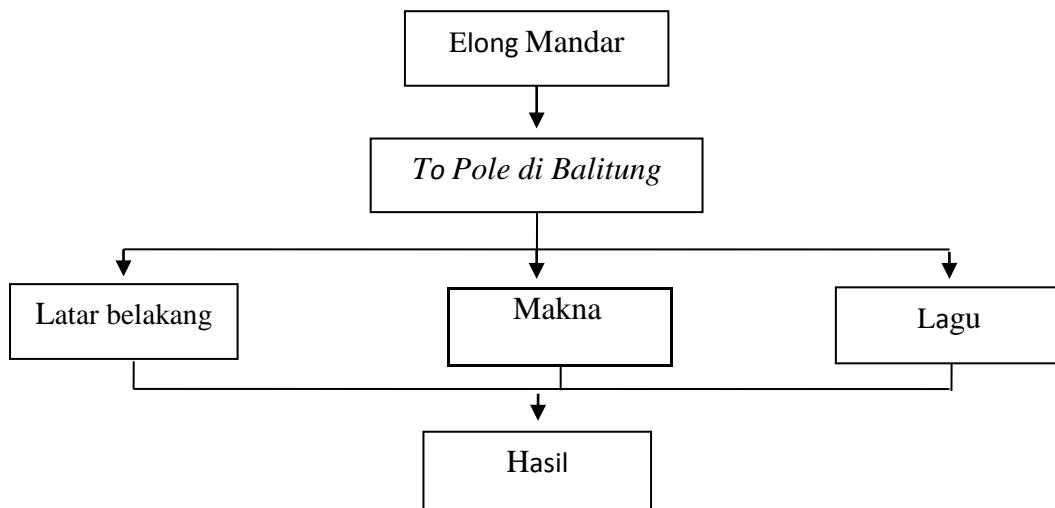 Elong Mandar
To Pole di Balitung
Latar belakang
Makna
Lagu
Hasil